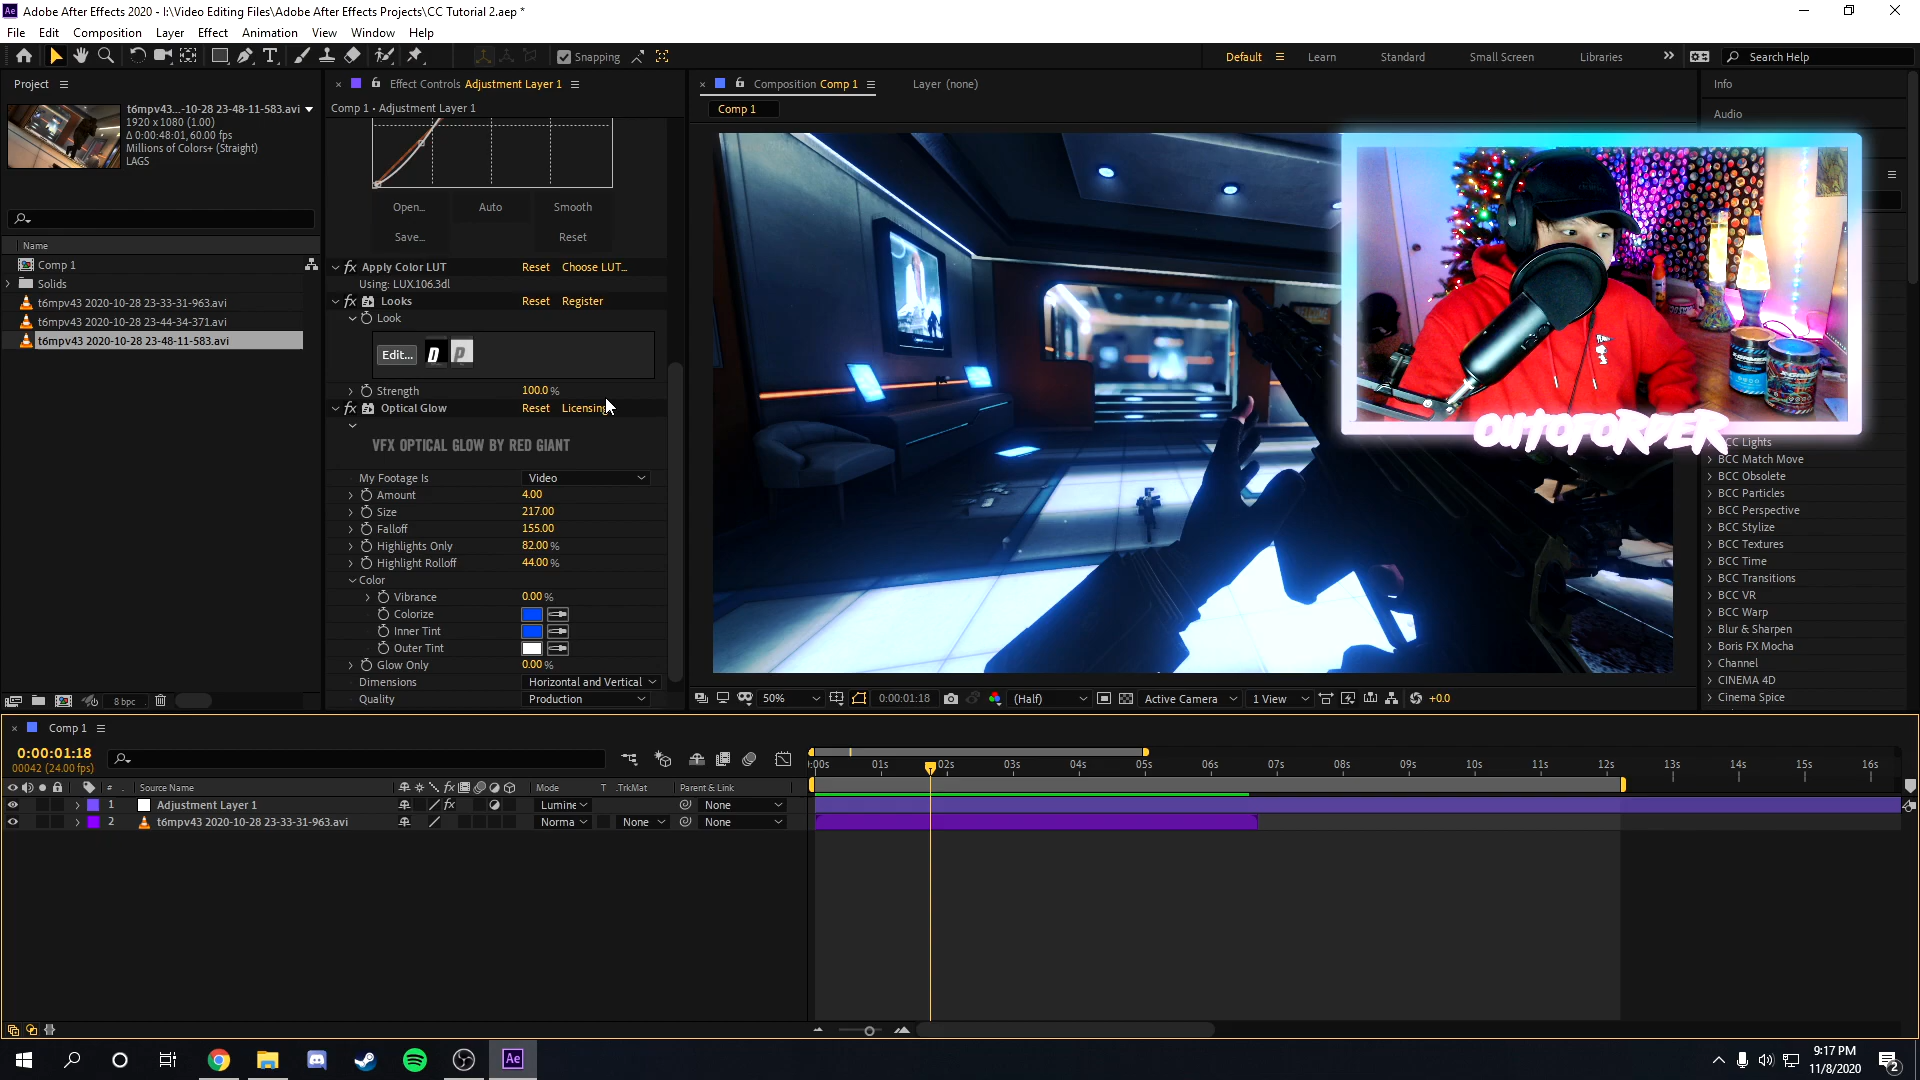 Adobe After Effects 2020 - I:\Video Editing Files\Adobe After Effects Projects\CC Tutorial 2.aep *
File Edit Composition Layer Effect Animation View Window Help
Snapping Default Learn Standard Small Screen Libraries Search Help
Project
t6mpv43...-10-28 23-48-11-583.avi
1920 x 1080 (1.00)
Δ 0:00:48:01, 60.00 fps
Millions of Colors+ (Straight)
LAGS
Name
Comp 1
Solids
t6mpv43 2020-10-28 23-33-31-963.avi
t6mpv43 2020-10-28 23-44-34-371.avi
t6mpv43 2020-10-28 23-48-11-583.avi
8 bpc
Effect Controls Adjustment Layer 1
Comp 1 • Adjustment Layer 1
Open... Auto Smooth
Save... Reset
fx Apply Color LUT Reset Choose LUT...
Using: LUX.106.3dl
fx Looks Reset Register
Look
Edit... D P
Strength 100.0 %
fx Optical Glow Reset Licensing
VFX OPTICAL GLOW BY RED GIANT
My Footage Is Video
Amount 4.00
Size 217.00
Falloff 155.00
Highlights Only 82.00 %
Highlight Rolloff 44.00 %
Color
Vibrance 0.00 %
Colorize
Inner Tint
Outer Tint
Glow Only 0.00 %
Dimensions Horizontal and Vertical
Quality Production
Composition Comp 1 Layer (none)
Comp 1
OUTOFORDER
50% 0:00:01:18 (Half) Active Camera 1 View +0.0
Info
Audio
BCC Lights
BCC Match Move
BCC Obsolete
BCC Particles
BCC Perspective
BCC Stylize
BCC Textures
BCC Time
BCC Transitions
BCC VR
BCC Warp
Blur & Sharpen
Boris FX Mocha
Channel
CINEMA 4D
Cinema Spice
Comp 1
0:00:01:18
00042 (24.00 fps)
# Source Name Mode T .TrkMat Parent & Link
1 Adjustment Layer 1 fx Lumine None
2 t6mpv43 2020-10-28 23-33-31-963.avi Norma None None
:00s 01s 02s 03s 04s 05s 06s 07s 08s 09s 10s 11s 12s 13s 14s 15s 16s
Ae
9:17 PM
11/8/2020
2